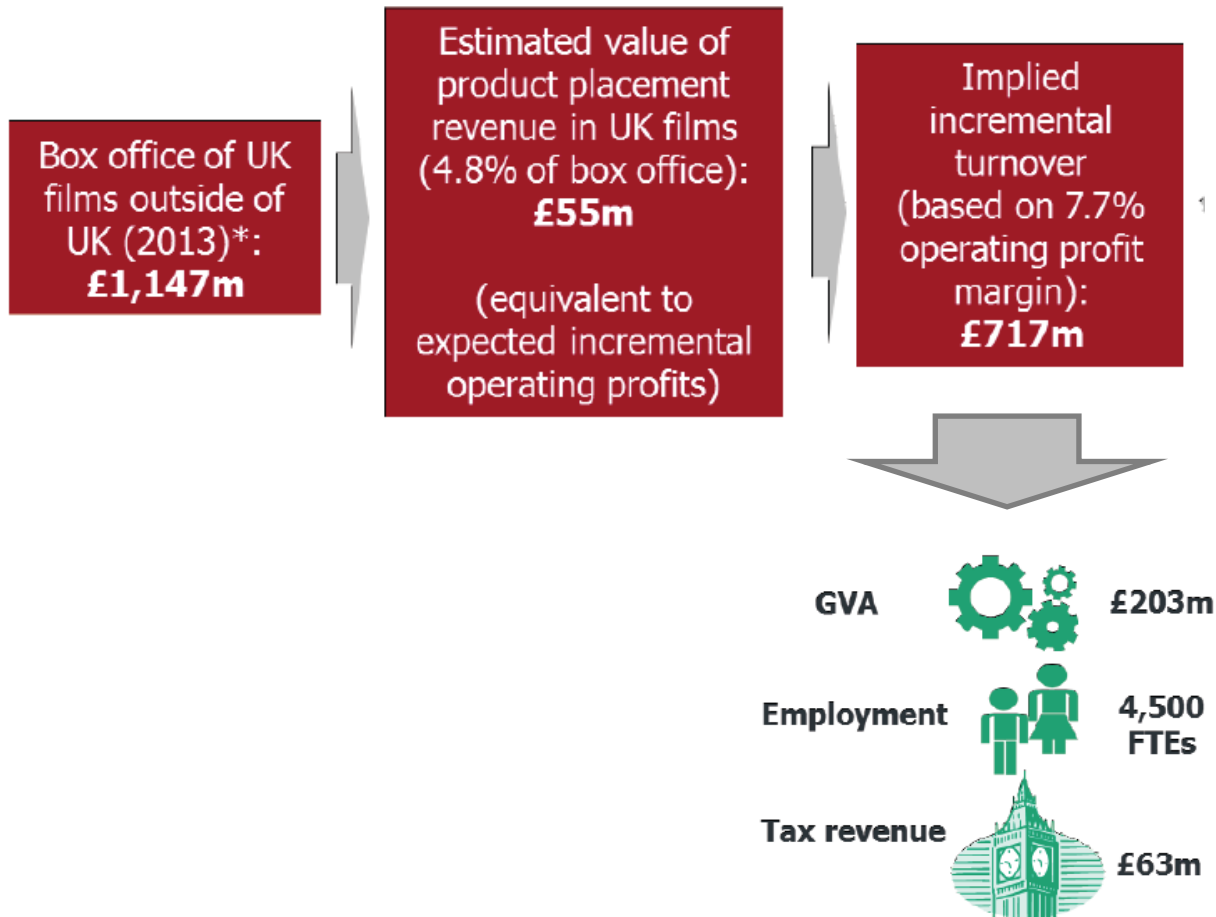 Box office of UK
films outside of
UK (2013)*:
£1,147m
Estimated value of
product placement
revenue in UK films
(4.8% of box office):
£55m
(equivalent to
expected incremental
operating profits)
Implied
incremental
turnover
(based on 7.7%
operating profit
margin):
£717m
GVA
£203m
Employment
4,500
FTEs
Tax revenue
£63m